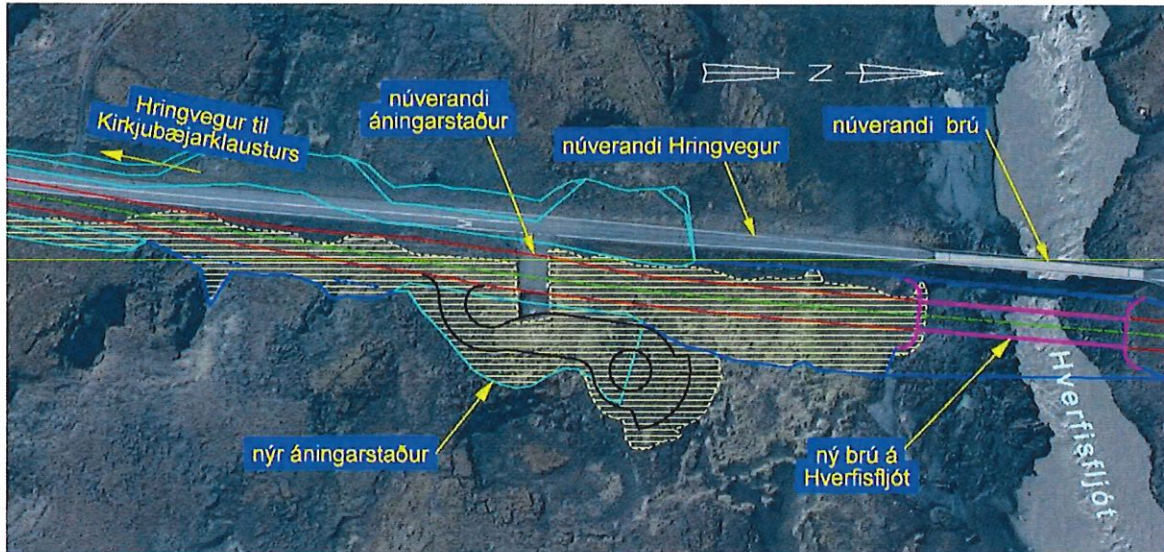 Hringvegur til
Kirkjubæjarklausturs
núverandi
áningarstaður
núverandi Hringvegur
N
núverandi brú
nýr áningarstaður
ný brú á
Hverfisfljót
Hverfisfljót